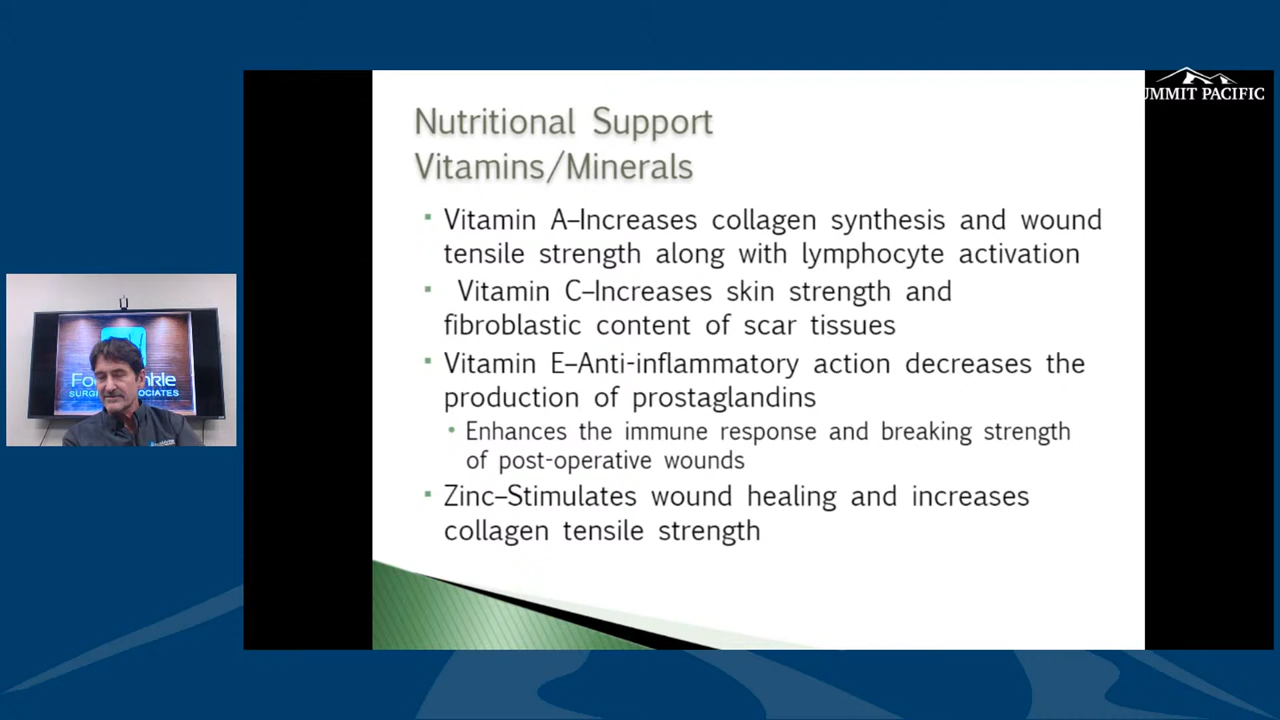 UMMIT PACIFIC
Nutritional Support
Vitamins/Minerals
Vitamin A–Increases collagen synthesis and wound
tensile strength along with lymphocyte activation
Vitamin C–Increases skin strength and
fibroblastic content of scar tissues
Vitamin E–Anti-inflammatory action decreases the
production of prostaglandins
Enhances the immune response and breaking strength
of post-operative wounds
Zinc–Stimulates wound healing and increases
collagen tensile strength